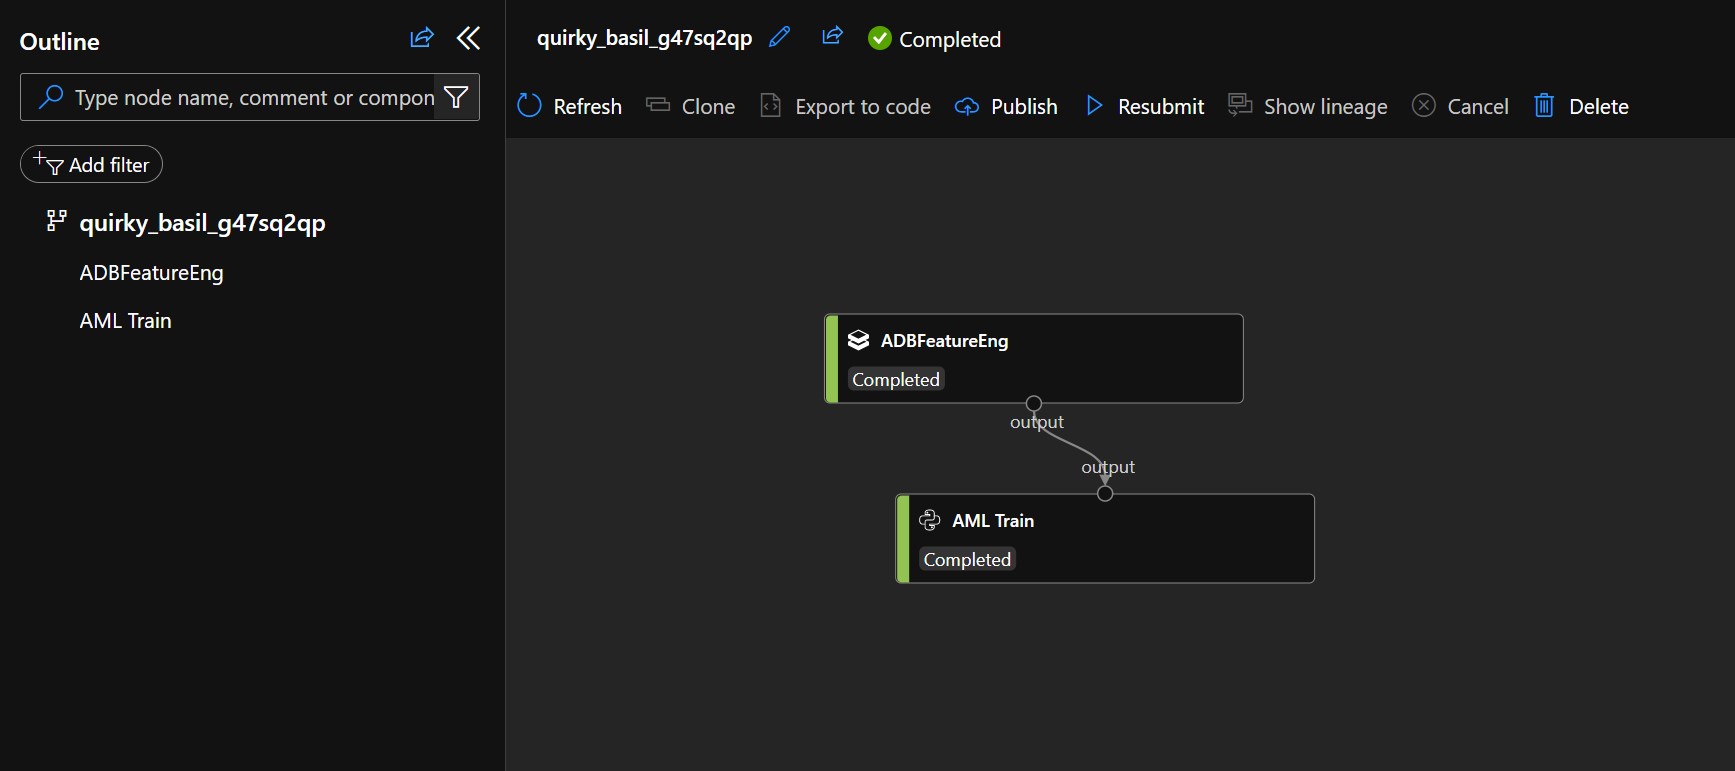 Outline
Type node name, comment or compon
Add filter
quirky_basil_g47sq2qp
ADBFeatureEng
AML Train
quirky_basil_g47sq2qp
Completed
Refresh
Clone
Export to code
Publish
Resubmit
Show lineage
Cancel
Delete
ADBFeatureEng
Completed
output
output
AML Train
Completed